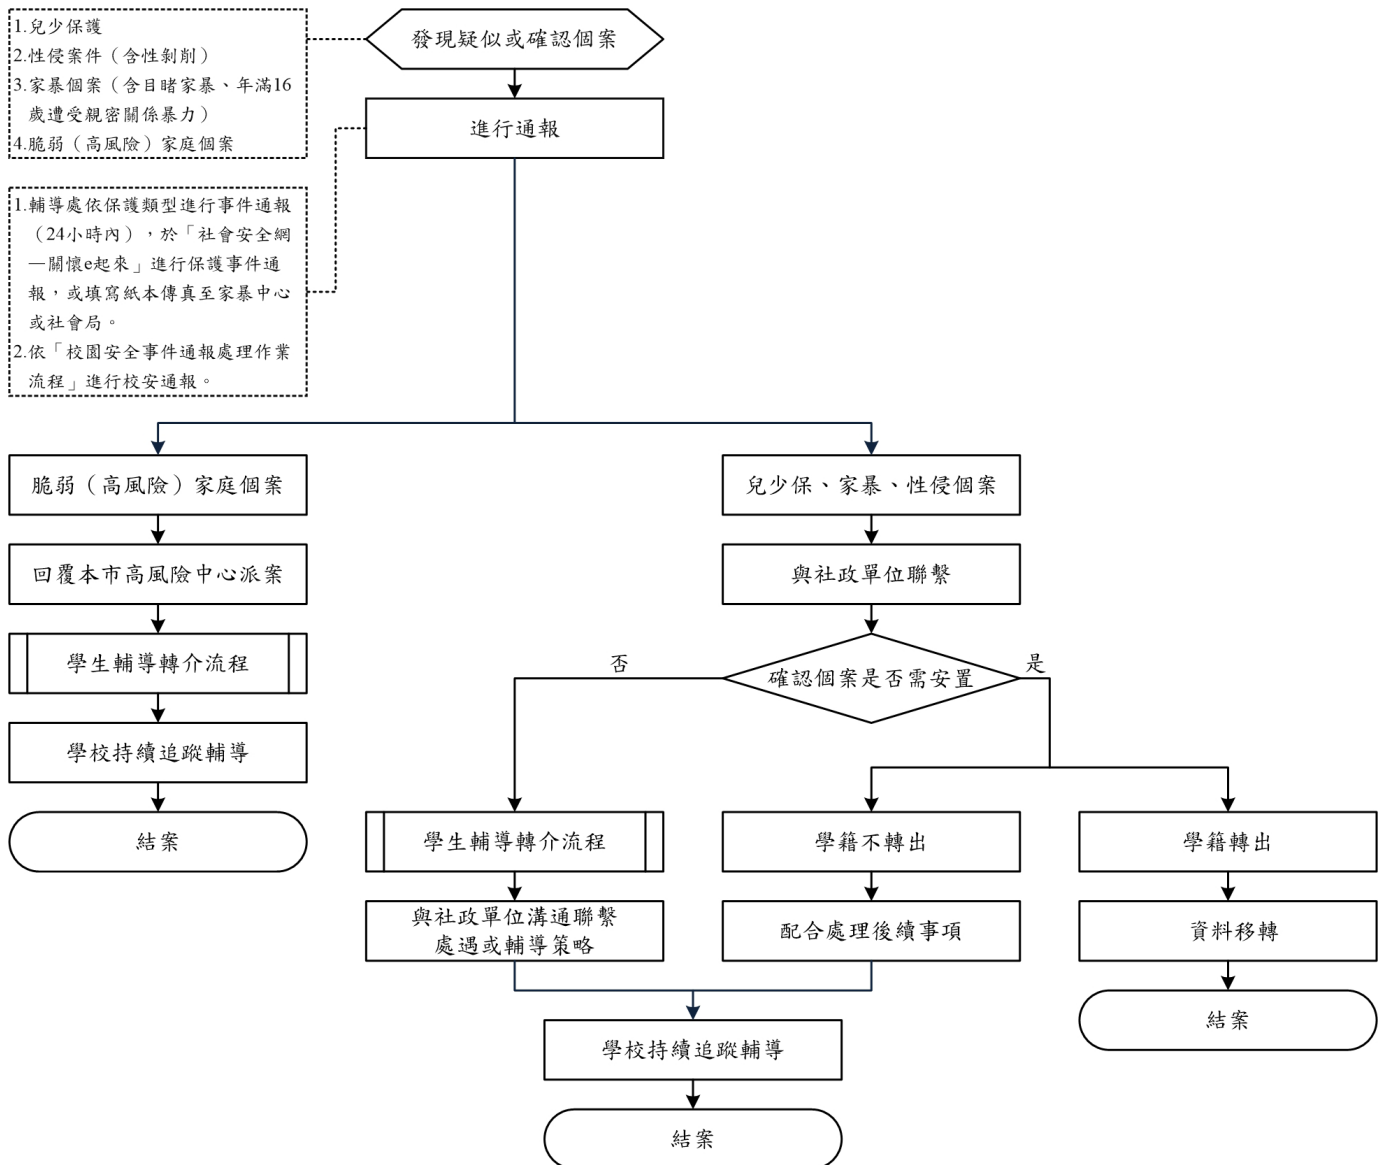 1.兒少保護
2.性侵案件（含性剝削）
3.家暴個案（含目睹家暴、年滿16
歲遭受親密關係暴力）
4.脆弱（高風險）家庭個案
發現疑似或確認個案
進行通報
1.輔導處依保護類型進行事件通報
（24小時內），於「社會安全網
—關懷e起來」進行保護事件通
報，或填寫紙本傳真至家暴中心
或社會局。
2.依「校園安全事件通報處理作業
流程」進行校安通報。
脆弱（高風險）家庭個案
回覆本市高風險中心派案
學生輔導轉介流程
學校持續追蹤輔導
結案
兒少保、家暴、性侵個案
與社政單位聯繫
確認個案是否需安置
否
是
學生輔導轉介流程
與社政單位溝通聯繫
處遇或輔導策略
學籍不轉出
配合處理後續事項
學籍轉出
資料移轉
結案
學校持續追蹤輔導
結案